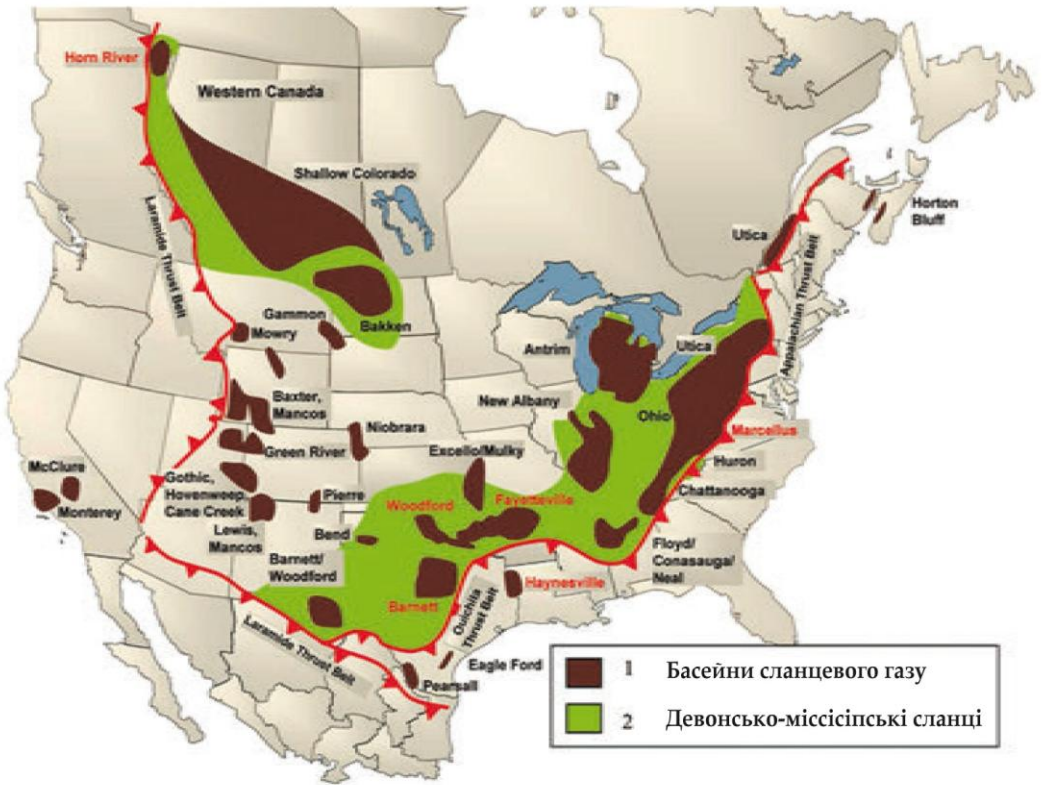 Horn River
Western Canada
Shallow Colorado
Laramide Thrust Belt
Horton
Bluff
Utica
Appalachian Thrust Belt
Gammon
Mowry
Bakken
Antrim
Utica
Baxter,
Mancos
New Albany
Ohio
Niobrara
Marcellus
Green River
Excello/Mulky
McClure
Huron
Gothic,
Hovenweep,
Cane Creek
Pierre
Woodford
Fayetteville
Chattanooga
Monterey
Lewis,
Mancos
Bend
Floyd/
Conasauga/
Neal
Barnett/
Woodford
Barnett
Haynesville
Ouichita
Thrust Belt
Laramide Thrust Belt
Eagle Ford
Pearsall
1 Басейни сланцевого газу
2 Девонсько-міссісіпські сланці